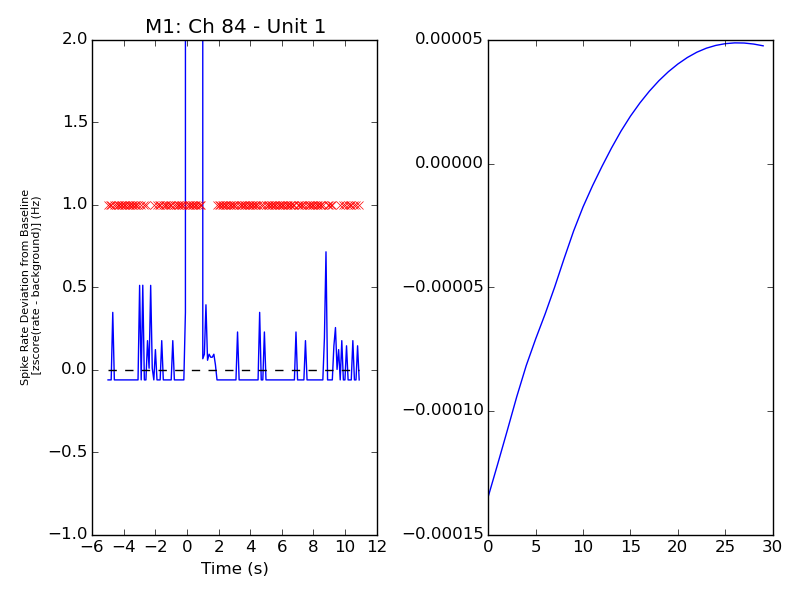 M1: Ch 84 - Unit 1
2.0
1.5
1.0
0.5
0.0
−0.5
−1.0
−6 −4 −2 0 2 4 6 8 10 12
Time (s)
Spike Rate Deviation from Baseline
[zscore(rate - background)] (Hz)
0.00005
0.00000
−0.00005
−0.00010
−0.00015
0 5 10 15 20 25 30